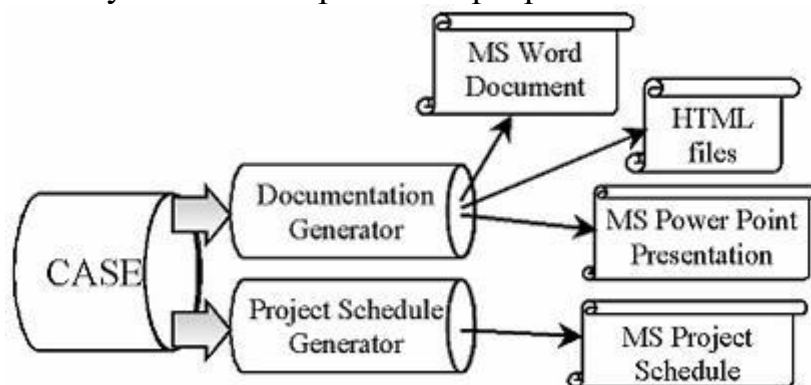 MS Word
Document
HTML
files
Documentation
Generator
MS Power Point
Presentation
CASE
Project Schedule
Generator
MS Project
Schedule